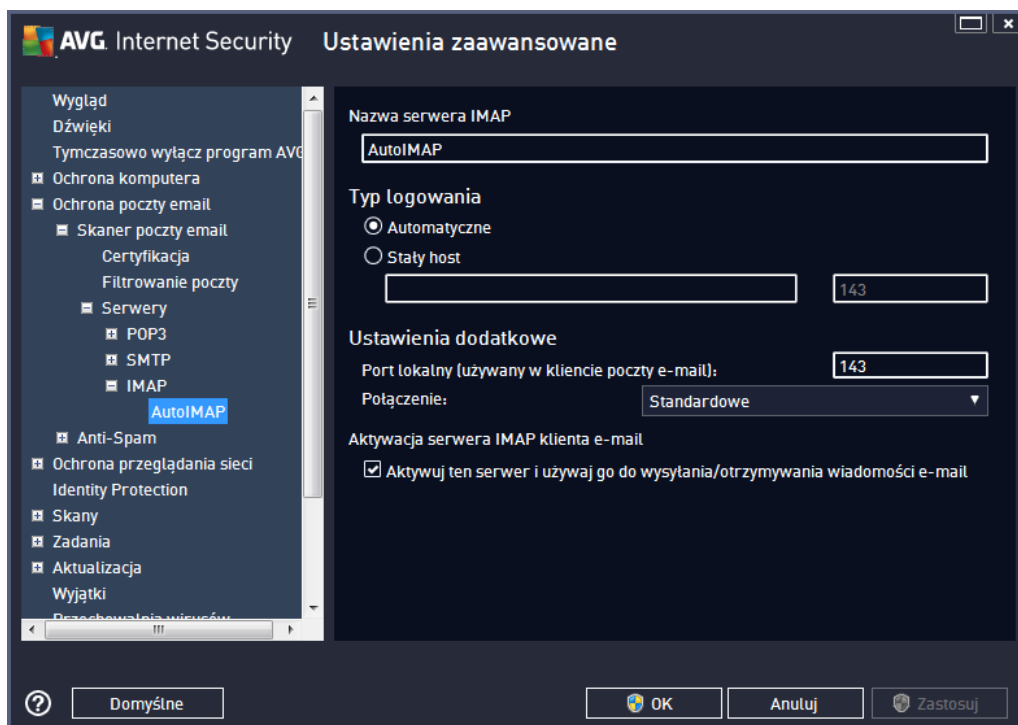 AVG. Internet Security Ustawienia zaawansowane
Wygląd
Dźwięki
Tymczasowo wyłącz program AVG
Ochrona komputera
Ochrona poczty email
Skaner poczty email
Certyfikacja
Filtrowanie poczty
Serwery
POP3
SMTP
IMAP
AutoIMAP
Anti-Spam
Ochrona przeglądania sieci
Identity Protection
Skany
Zadania
Aktualizacja
Wyjątki
Przechowalnia wirusów
Nazwa serwera IMAP
AutoIMAP
Typ logowania
Automatyczne
Stały host
143
Ustawienia dodatkowe
Port lokalny (używany w kliencie poczty e-mail): 143
Połączenie: Standardowe
Aktywacja serwera IMAP klienta e-mail
Aktywuj ten serwer i używaj go do wysyłania/otrzymywania wiadomości e-mail
? Domyślne OK Anuluj Zastosuj